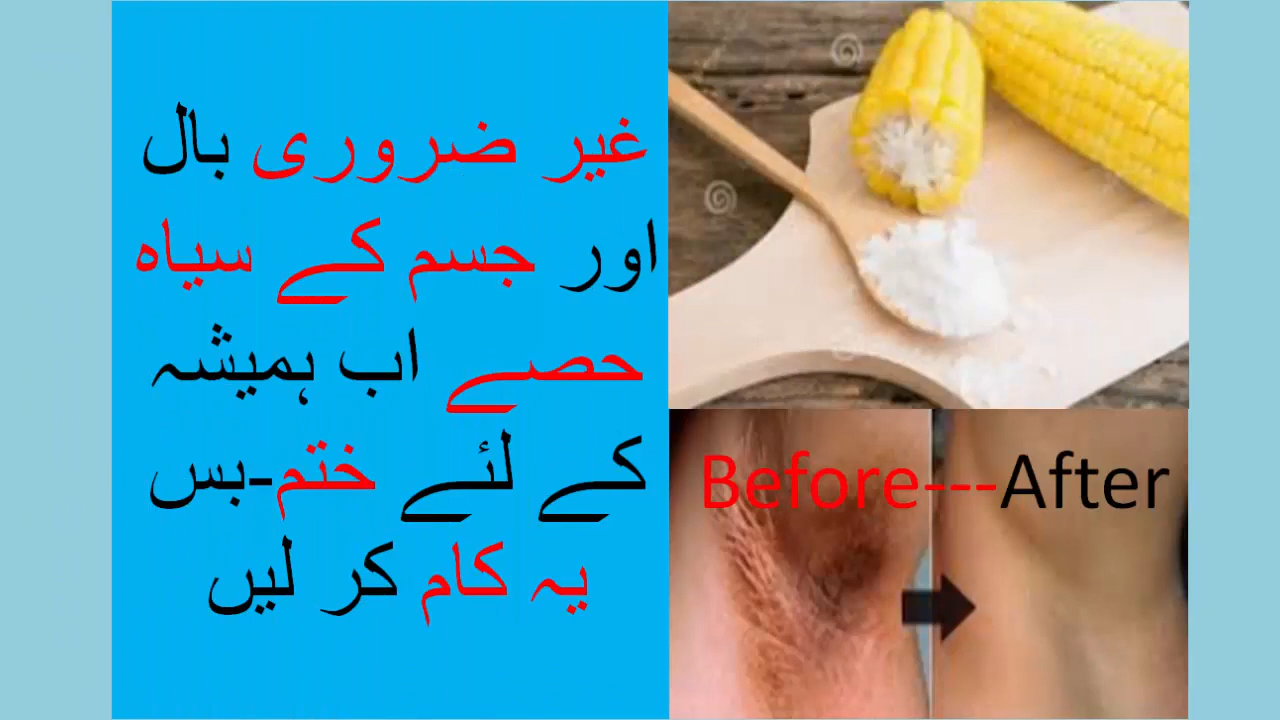 غیر ضروری بال
اور جسم کے سیاہ
حصے اب ہمیشہ
کے لئے ختم-بس
یہ کام کر لیں
Before---After